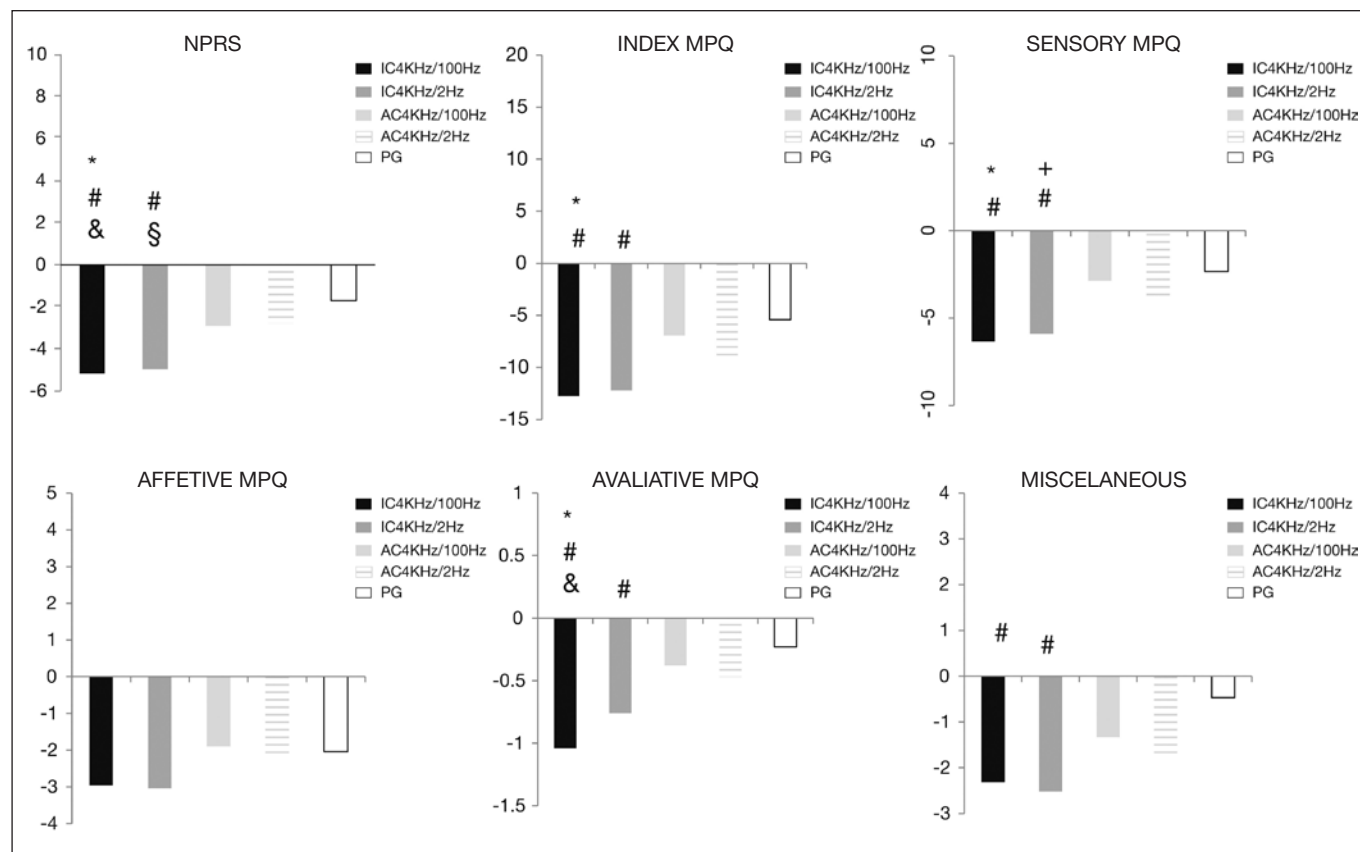 NPRS
10
8
6
4
2
0
-2
-4
-6
*
#
&
#
§
IC4KHz/100Hz
IC4KHz/2Hz
AC4KHz/100Hz
AC4KHz/2Hz
PG
INDEX MPQ
20
15
10
5
0
-5
-10
-15
*
#
#
IC4KHz/100Hz
IC4KHz/2Hz
AC4KHz/100Hz
AC4KHz/2Hz
PG
SENSORY MPQ
10
5
0
-5
-10
*
#
+
#
IC4KHz/100Hz
IC4KHz/2Hz
AC4KHz/100Hz
AC4KHz/2Hz
PG
AFFETIVE MPQ
5
4
3
2
1
0
-1
-2
-3
-4
IC4KHz/100Hz
IC4KHz/2Hz
AC4KHz/100Hz
AC4KHz/2Hz
PG
AVALIATIVE MPQ
1
0.5
0
-0.5
-1
-1.5
*
#
&
#
IC4KHz/100Hz
IC4KHz/2Hz
AC4KHz/100Hz
AC4KHz/2Hz
PG
MISCELANEOUS
4
3
2
1
0
-1
-2
-3
#
#
IC4KHz/100Hz
IC4KHz/2Hz
AC4KHz/100Hz
AC4KHz/2Hz
PG